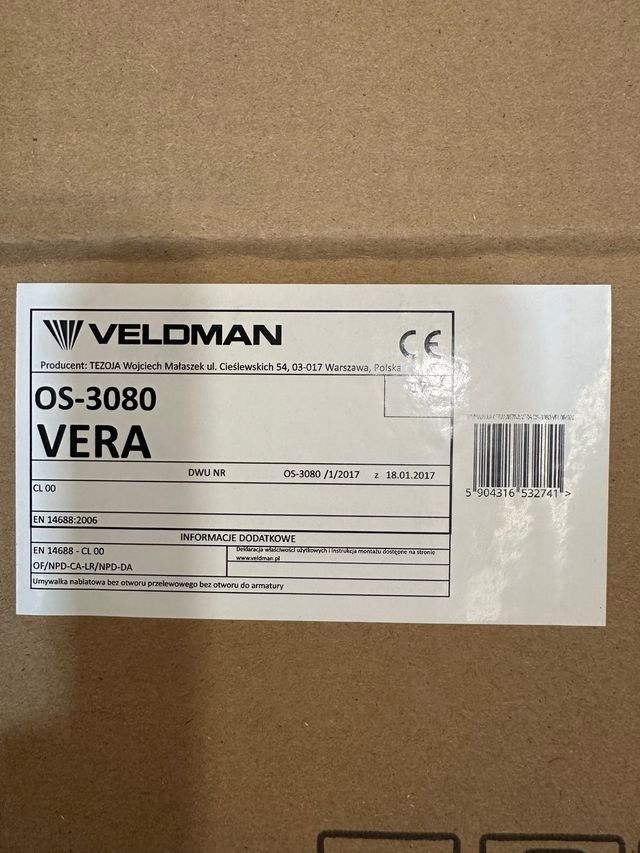 VELDMAN
CE
Producent: TEZOJA Wojciech Małaszek ul. Cieślewskich 54, 03-017 Warszawa, Polska
OS-3080
VERA
DWU NR OS-3080 /1/2017 z 18.01.2017
CL 00
EN 14688:2006
INFORMACJE DODATKOWE
EN 14688 - CL 00
OF/NPD-CA-LR/NPD-DA
Deklaracja właściwości użytkowych i instrukcja montażu dostępne na stronie
www.veldman.pl
Umywalka nablatowa bez otworu przelewowego bez otworu do armatury
5 904316 532741 >